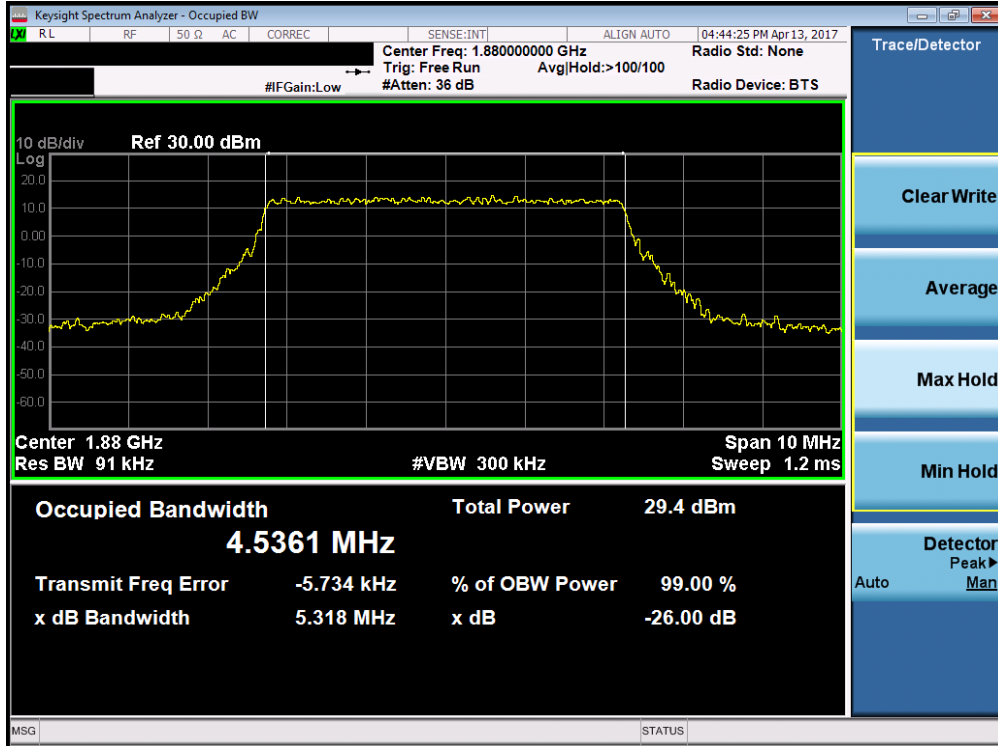 Keysight Spectrum Analyzer - Occupied BW
LXI RL RF 50 Ω AC CORREC SENSE:INT ALIGN AUTO 04:44:25 PM Apr 13, 2017
Center Freq: 1.880000000 GHz Radio Std: None
Trig: Free Run Avg|Hold:>100/100
#IFGain:Low #Atten: 36 dB Radio Device: BTS
10 dB/div Ref 30.00 dBm
Log
20.0
10.0
0.00
-10.0
-20.0
-30.0
-40.0
-50.0
-60.0
Center 1.88 GHz Span 10 MHz
Res BW 91 kHz #VBW 300 kHz Sweep 1.2 ms
Occupied Bandwidth Total Power 29.4 dBm
4.5361 MHz
Transmit Freq Error -5.734 kHz % of OBW Power 99.00 %
x dB Bandwidth 5.318 MHz x dB -26.00 dB
MSG STATUS
Trace/Detector
Clear Write
Average
Max Hold
Min Hold
Detector
Peak▶
Auto Man